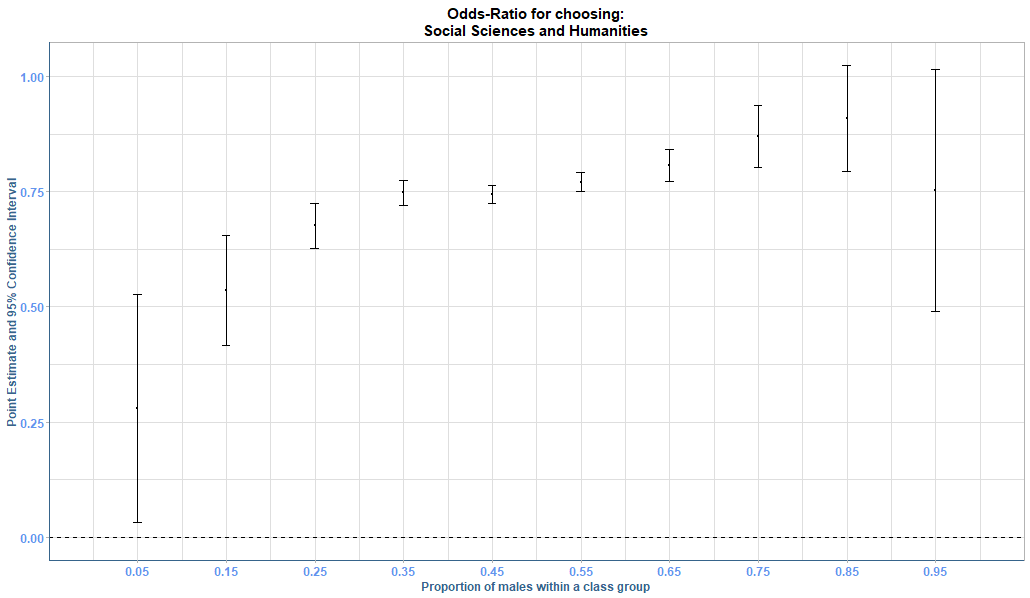 Odds-Ratio for choosing:
Social Sciences and Humanities
Point Estimate and 95% Confidence Interval
1.00
0.75
0.50
0.25
0.00
0.05 0.15 0.25 0.35 0.45 0.55 0.65 0.75 0.85 0.95
Proportion of males within a class group